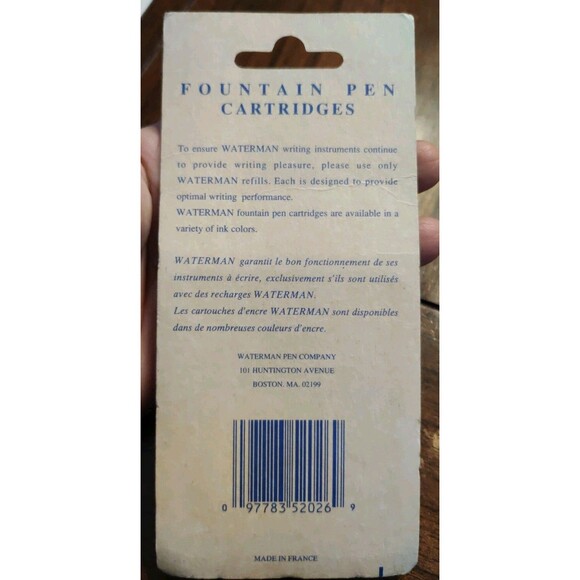 FOUNTAIN PEN
CARTRIDGES
To ensure WATERMAN writing instruments continue
to provide writing pleasure, please use only
WATERMAN refills. Each is designed to provide
optimal writing performance.
WATERMAN fountain pen cartridges are available in a
variety of ink colors.
WATERMAN garantit le bon fonctionnement de ses
instruments à écrire, exclusivement s'ils sont utilisés
avec des recharges WATERMAN.
Les cartouches d'encre WATERMAN sont disponibles
dans de nombreuses couleurs d'encre.
WATERMAN PEN COMPANY
101 HUNTINGTON AVENUE
BOSTON. MA. 02199
0 97783 52026 9
MADE IN FRANCE